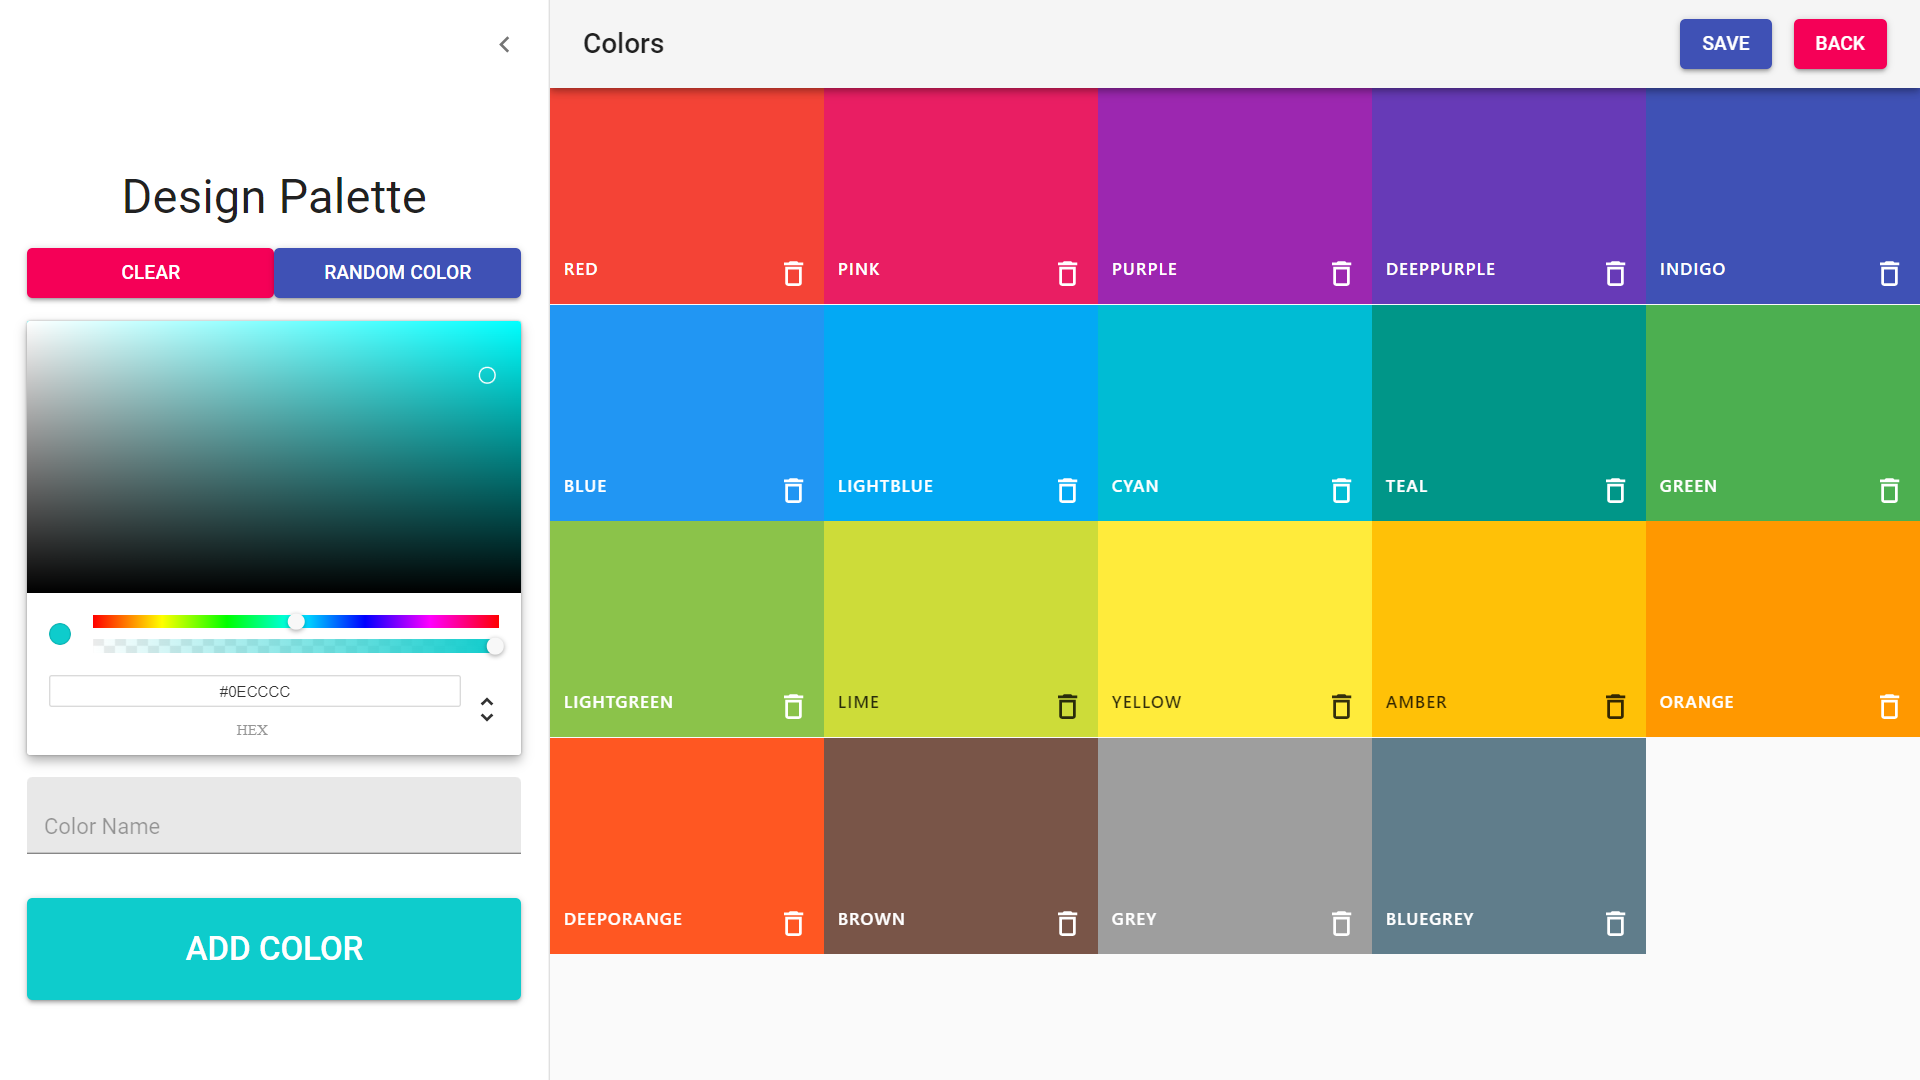 Colors
SAVE
BACK
Design Palette
CLEAR
RANDOM COLOR
#0ECCCC
HEX
Color Name
ADD COLOR
RED
PINK
PURPLE
DEEPPURPLE
INDIGO
BLUE
LIGHTBLUE
CYAN
TEAL
GREEN
LIGHTGREEN
LIME
YELLOW
AMBER
ORANGE
DEEPORANGE
BROWN
GREY
BLUEGREY